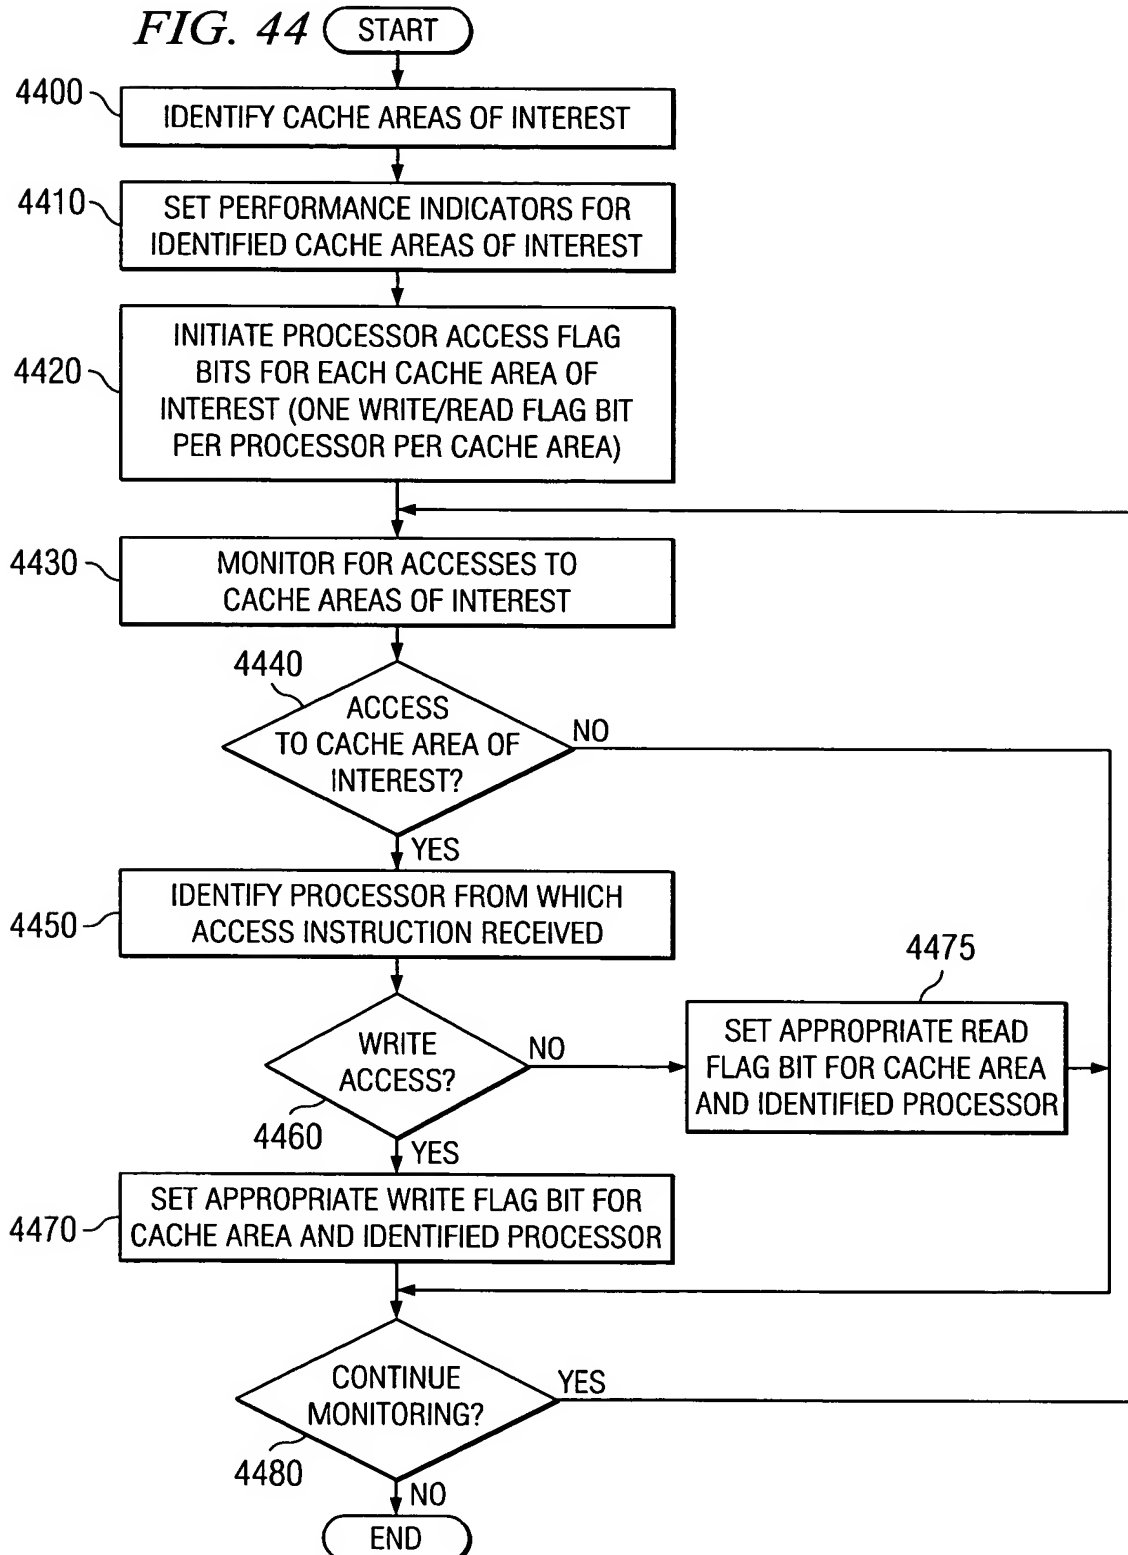 FIG. 44
START
4400
IDENTIFY CACHE AREAS OF INTEREST
4410
SET PERFORMANCE INDICATORS FOR
IDENTIFIED CACHE AREAS OF INTEREST
4420
INITIATE PROCESSOR ACCESS FLAG
BITS FOR EACH CACHE AREA OF
INTEREST (ONE WRITE/READ FLAG BIT
PER PROCESSOR PER CACHE AREA)
4430
MONITOR FOR ACCESSES TO
CACHE AREAS OF INTEREST
4440
ACCESS
TO CACHE AREA OF
INTEREST?
NO
YES
4450
IDENTIFY PROCESSOR FROM WHICH
ACCESS INSTRUCTION RECEIVED
4460
WRITE
ACCESS?
NO
4475
SET APPROPRIATE READ
FLAG BIT FOR CACHE AREA
AND IDENTIFIED PROCESSOR
YES
4470
SET APPROPRIATE WRITE FLAG BIT FOR
CACHE AREA AND IDENTIFIED PROCESSOR
CONTINUE
MONITORING?
YES
4480
NO
END